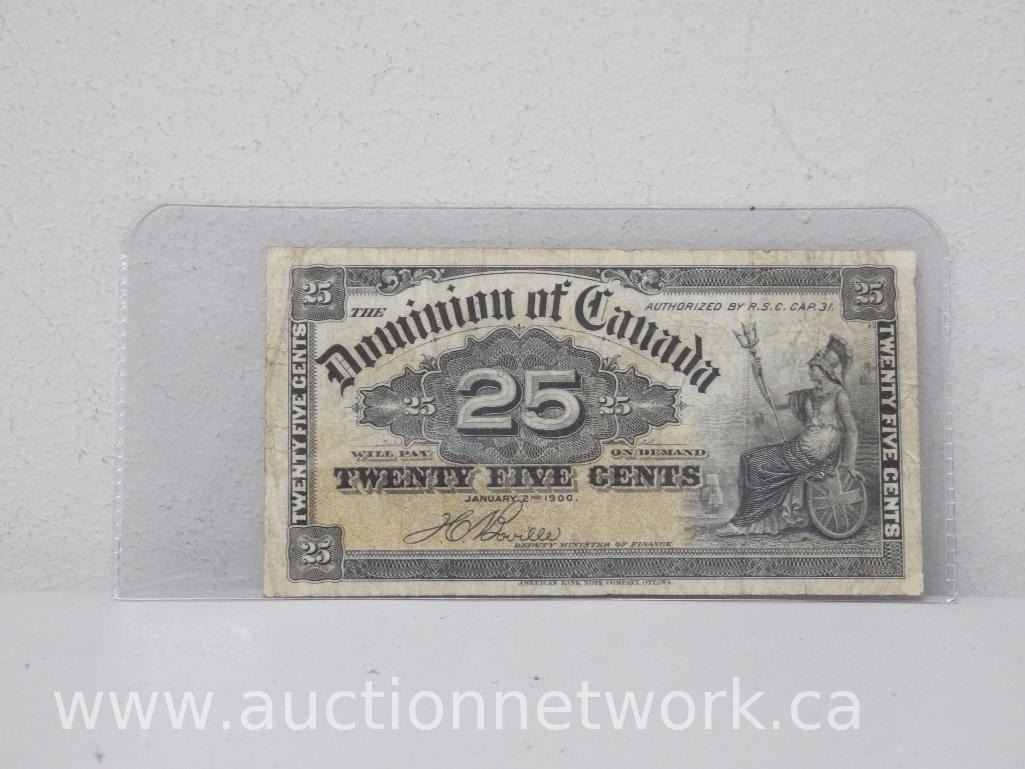 25
25
THE Dominion of Canada
AUTHORIZED BY R.S.C. CAP. 31.
TWENTY FIVE CENTS
25 25 25
TWENTY FIVE CENTS
WILL PAY ON DEMAND
TWENTY FIVE CENTS
JANUARY 2ND 1900.
H C Boville
DEPUTY MINISTER OF FINANCE
25
AMERICAN BANK NOTE COMPANY, OTTAWA.
www.auctionnetwork.ca